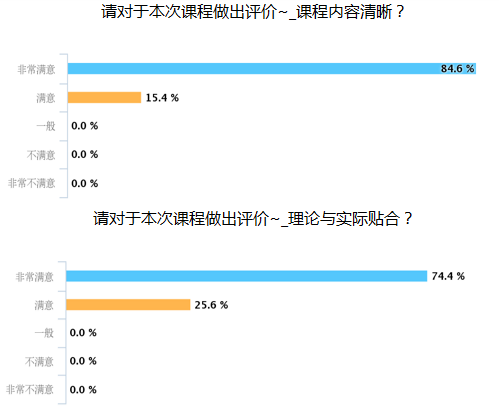 请对于本次课程做出评价~_课程内容清晰？
非常满意 84.6 %
满意 15.4 %
一般 0.0 %
不满意 0.0 %
非常不满意 0.0 %
请对于本次课程做出评价~_理论与实际贴合？
非常满意 74.4 %
满意 25.6 %
一般 0.0 %
不满意 0.0 %
非常不满意 0.0 %